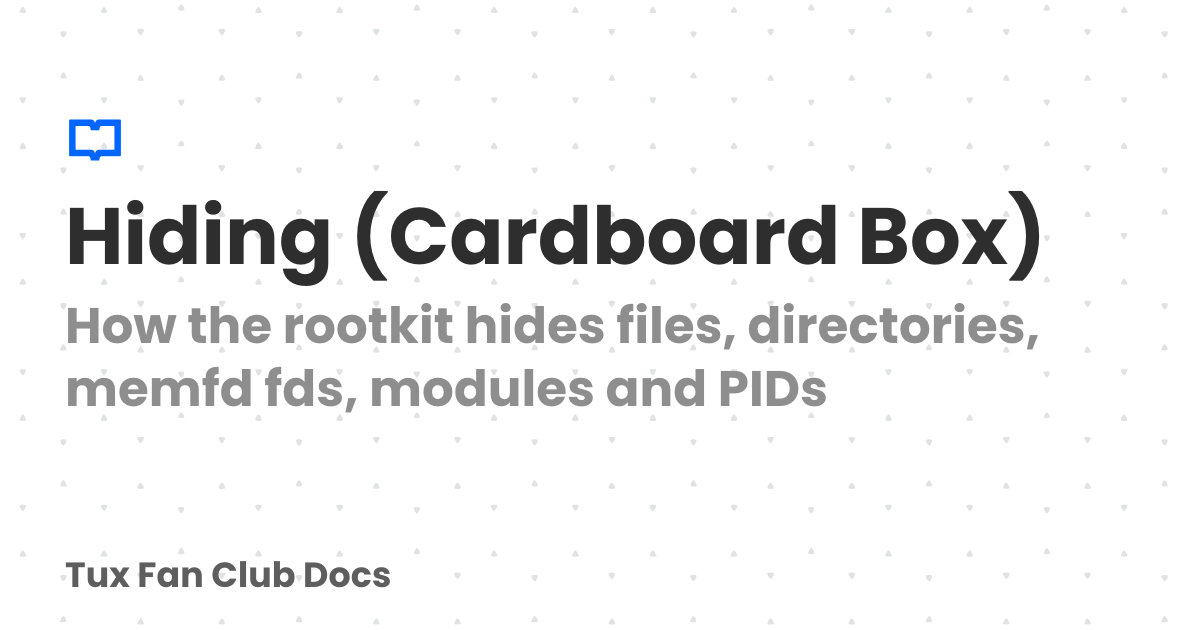 Hiding (Cardboard Box)
How the rootkit hides files, directories,
memfd fds, modules and PIDs
Tux Fan Club Docs